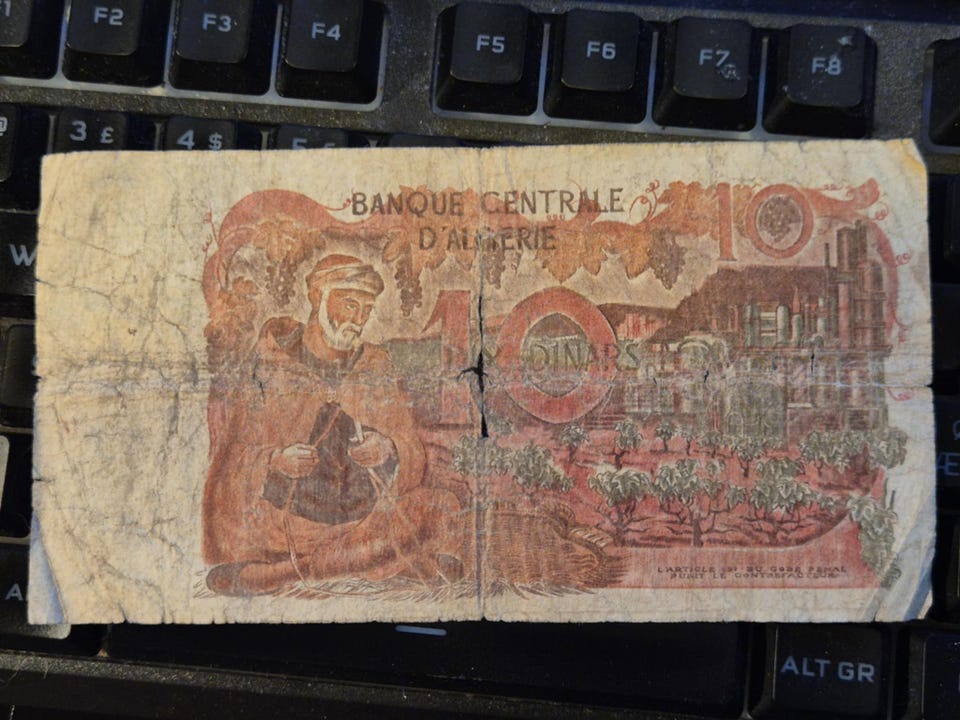 F2
F3
F4
F5
F6
F7
F8
3 £
4 $
5
W
BANQUE CENTRALE
D'ALGERIE
10
10
DINARS
L'ARTICLE DU CODE PENAL
PUNIT LE CONTREFACTEUR
A
Æ
ALT GR